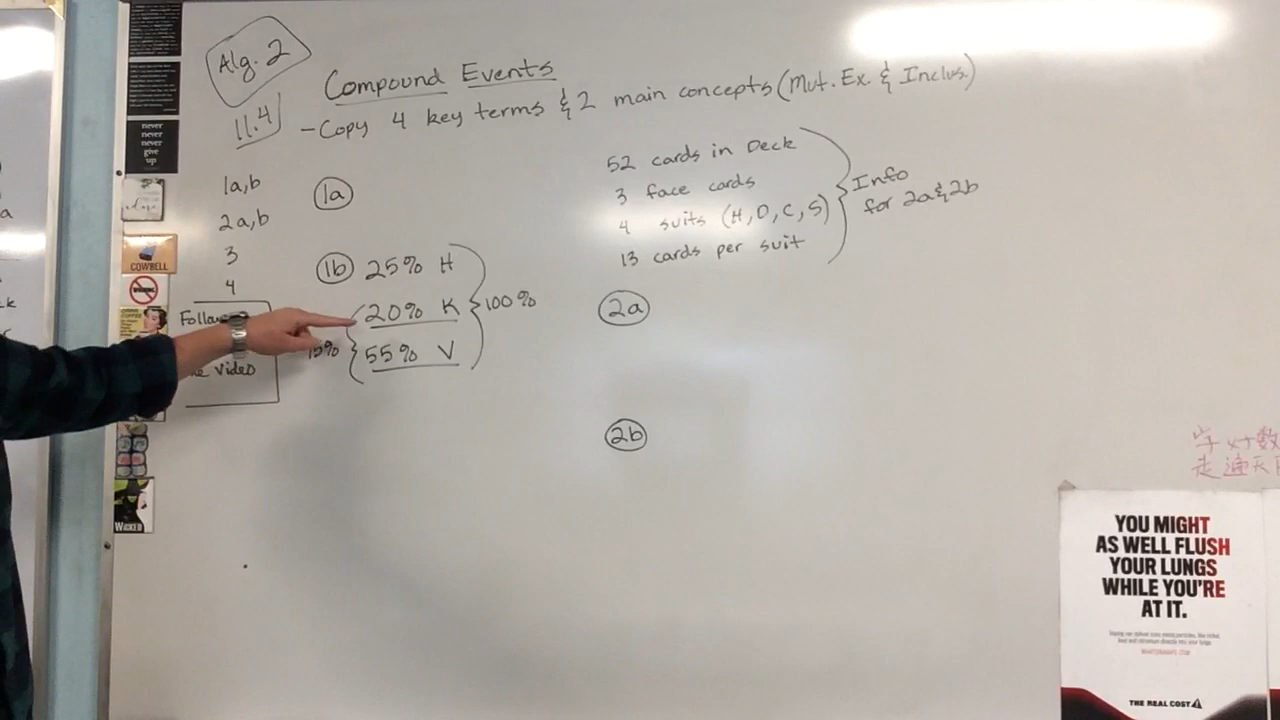 Alg. 2
11.4
Compound Events
- Copy 4 key terms & 2 main concepts (Mut. Ex. & Inclus.)
1a,b
2a,b
3
4
1a
1b 25% H
20% K
55% V
100%
52 cards in Deck
3 face cards
4 suits (H, D, C, S)
13 cards per suit
Info
for 2a & 2b
2a
2b
Video
never
never
never
give
up
COWBELL
WICKED
YOU MIGHT
AS WELL FLUSH
YOUR LUNGS
WHILE YOU'RE
AT IT.
THE REAL COST